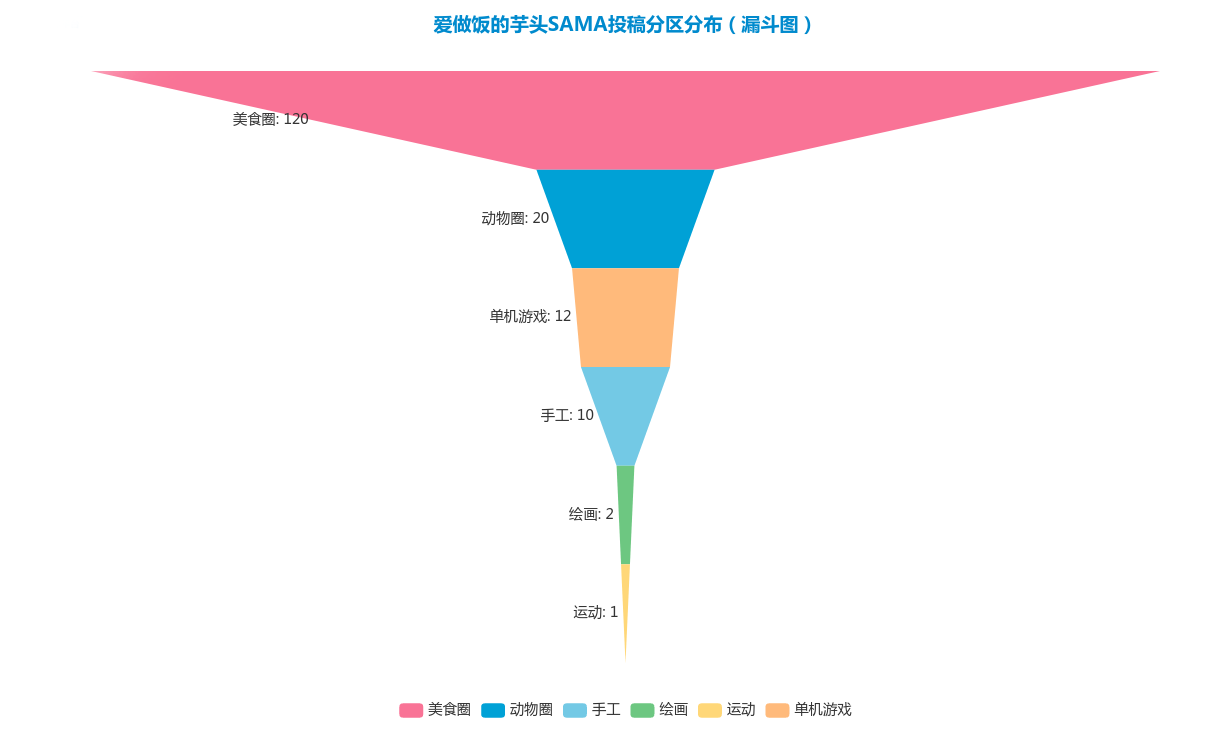 爱做饭的芋头SAMA投稿分区分布（漏斗图）
美食圈: 120
动物圈: 20
单机游戏: 12
手工: 10
绘画: 2
运动: 1
美食圈 动物圈 手工 绘画 运动 单机游戏